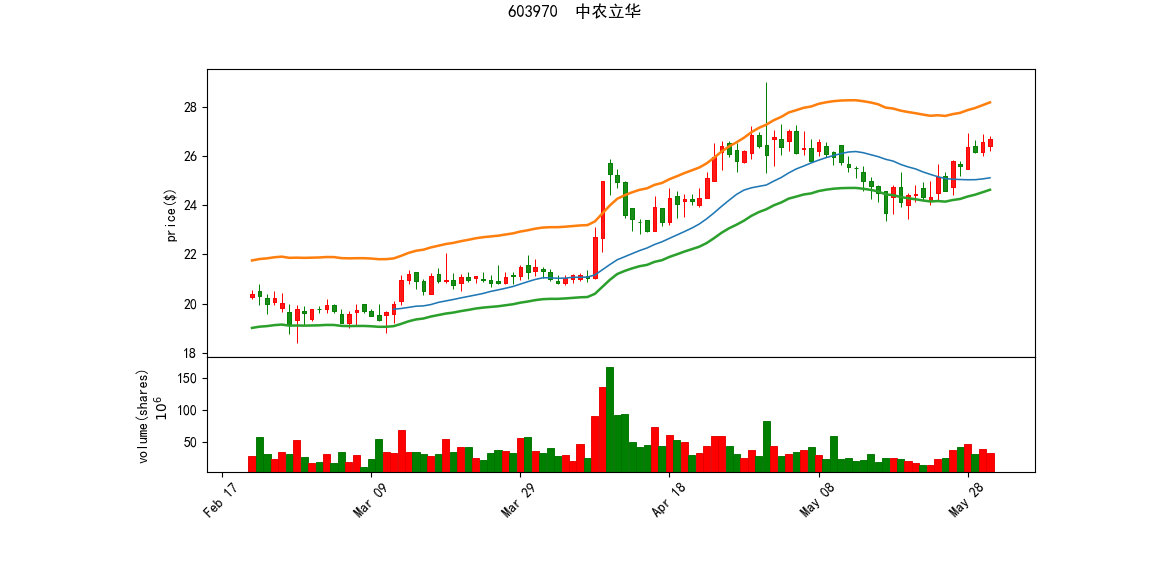 603970 中农立华
price($)
28
26
24
22
20
18
volume(shares)
10^6
150
100
50
Feb 17
Mar 09
Mar 29
Apr 18
May 08
May 28